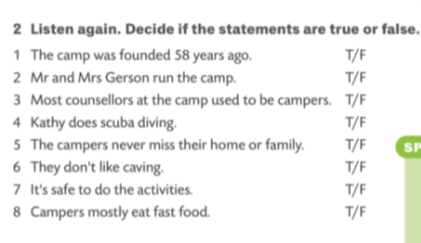 2 Listen again. Decide if the statements are true or false.
1 The camp was founded 58 years ago. T/F
2 Mr and Mrs Gerson run the camp. T/F
3 Most counsellors at the camp used to be campers. T/F
4 Kathy does scuba diving. T/F
5 The campers never miss their home or family. T/F
SP
6 They don't like caving. T/F
7 It's safe to do the activities. T/F
8 Campers mostly eat fast food. T/F